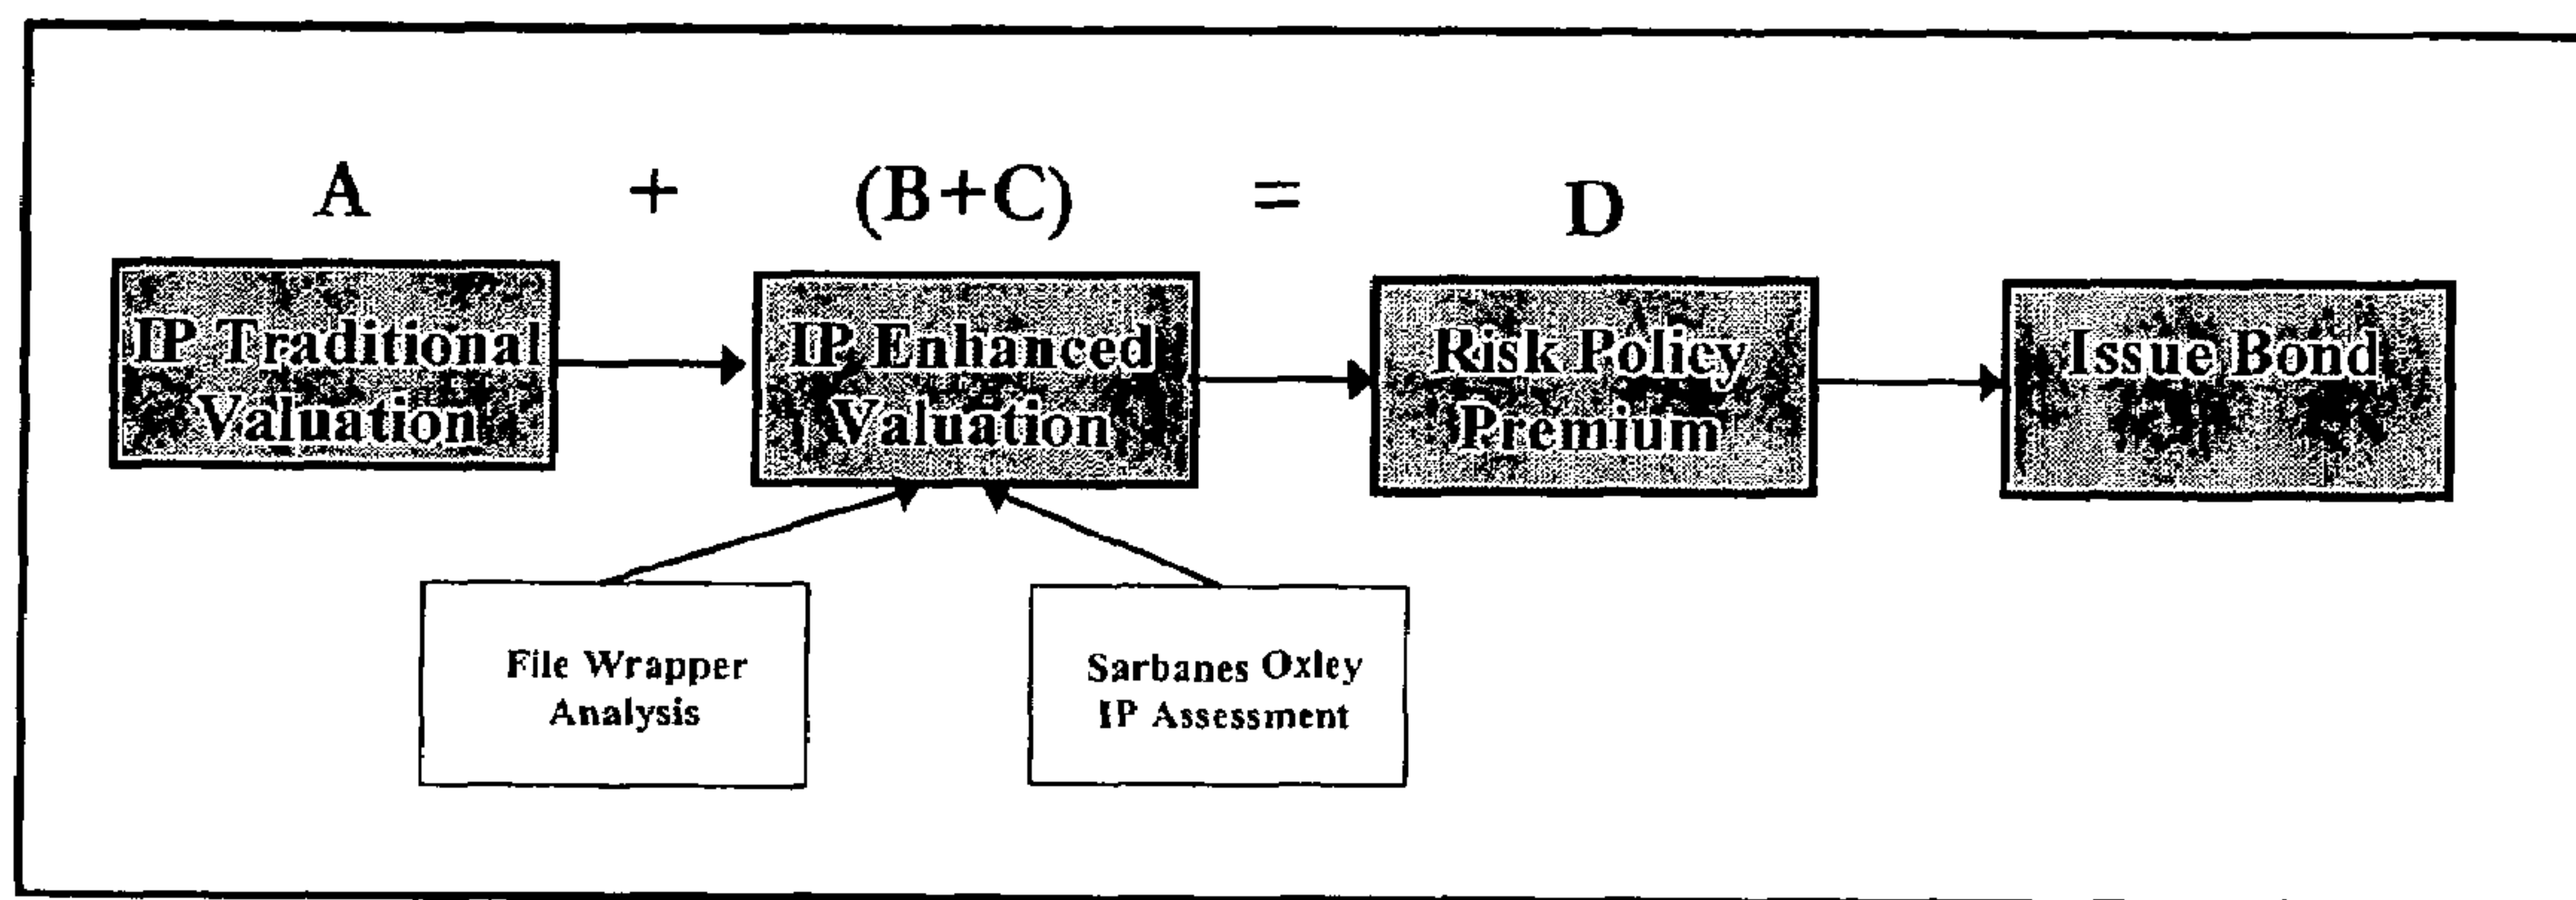 A + (B+C) = D
IP Traditional
Valuation
IP Enhanced
Valuation
Risk Policy
Premium
Issue Bond
File Wrapper
Analysis
Sarbanes Oxley
IP Assessment